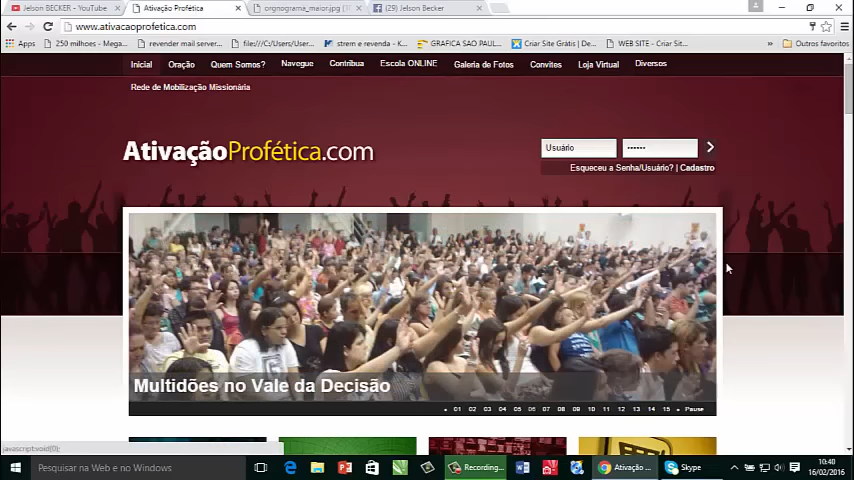 Jelson BECKER - YouTube
Ativação Profética
orgnograma_maior.jpg (
(29) Jelson Becker
www.ativacaoprofetica.com
Apps
250 milhoes - Mega...
revender mail server...
file:///C:/Users/User...
strem e revenda - K...
GRAFICA SAO PAUL...
Criar Site Grátis | De...
WEB SITE - Criar Sit...
Outros favoritos
Inicial Oração Quem Somos? Navegue Contribua Escola ONLINE Galeria de Fotos Convites Loja Virtual Diversos
Rede de Mobilização Missionária
AtivaçãoProfética.com
Usuário ••••••
Esqueceu a Senha/Usuário? | Cadastro
Multidões no Vale da Decisão
01 02 03 04 05 06 07 08 09 10 11 12 13 14 15 Pause
javascript:void(0);
Pesquisar na Web e no Windows
Recording...
Ativação ...
Skype
10:40
16/02/2016